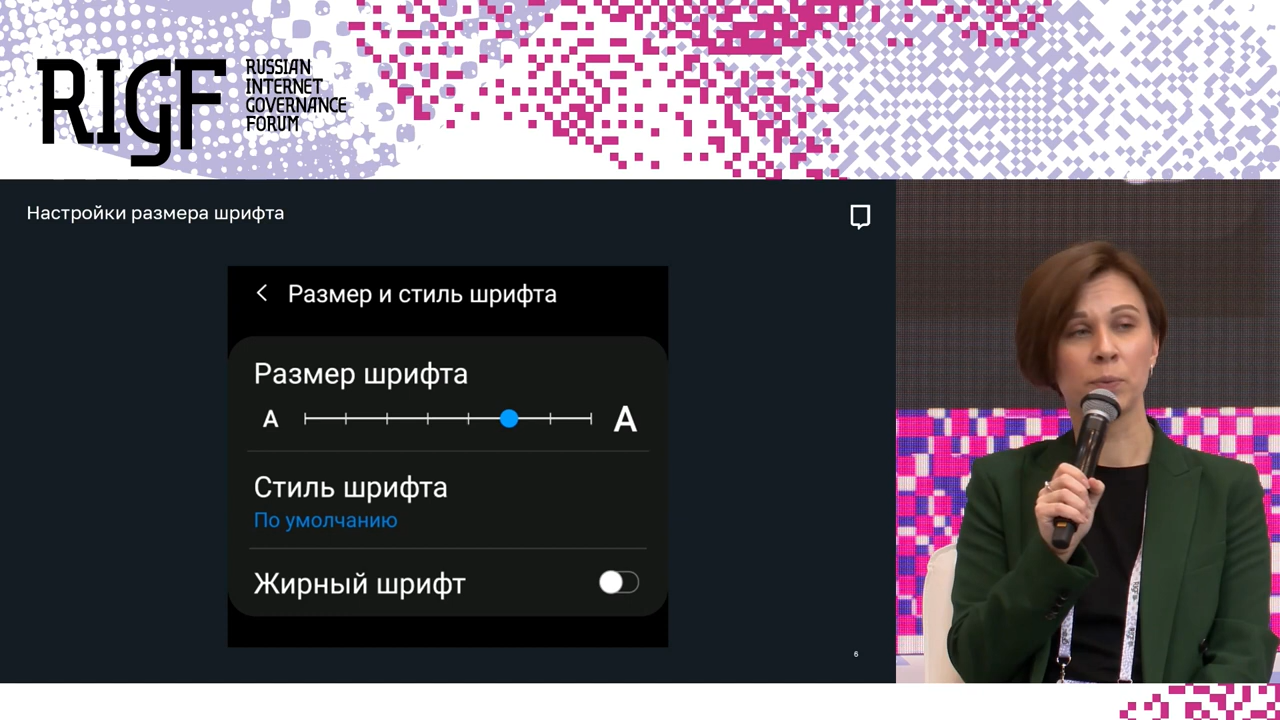 RIGF
RUSSIAN
INTERNET
GOVERNANCE
FORUM
Настройки размера шрифта
Размер и стиль шрифта
Размер шрифта
A A
Стиль шрифта
По умолчанию
Жирный шрифт
6